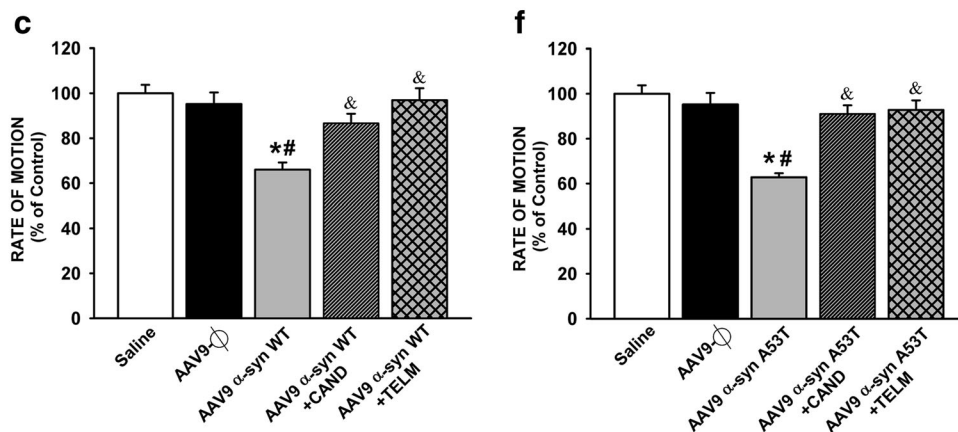 c
120
100
80
60
40
20
0
RATE OF MOTION
(% of Control)
*#
&
&
Saline
AAV9-∅
AAV9 α-syn WT
AAV9 α-syn WT
+CAND
AAV9 α-syn WT
+TELM
f
120
100
80
60
40
20
0
RATE OF MOTION
(% of Control)
*#
&
&
Saline
AAV9-∅
AAV9 α-syn A53T
AAV9 α-syn A53T
+CAND
AAV9 α-syn A53T
+TELM